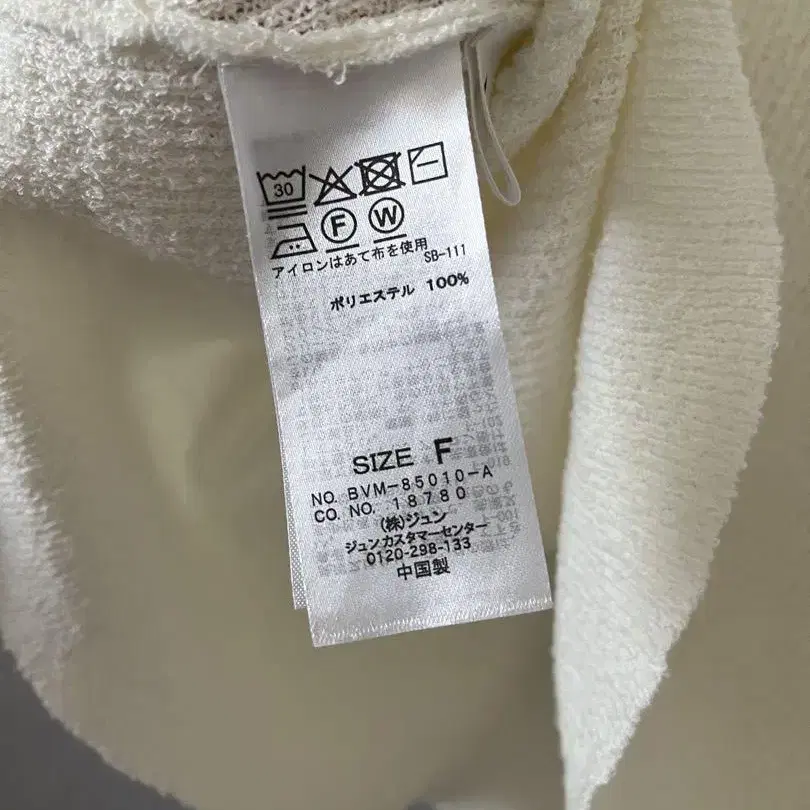 30
F W
アイロンはあて布を使用
SB-111
ポリエステル 100%
SIZE F
NO. BVM-85010-A
CO. NO. 18780
(株)ジュン
ジュンカスタマーセンター
0120-298-133
中国製